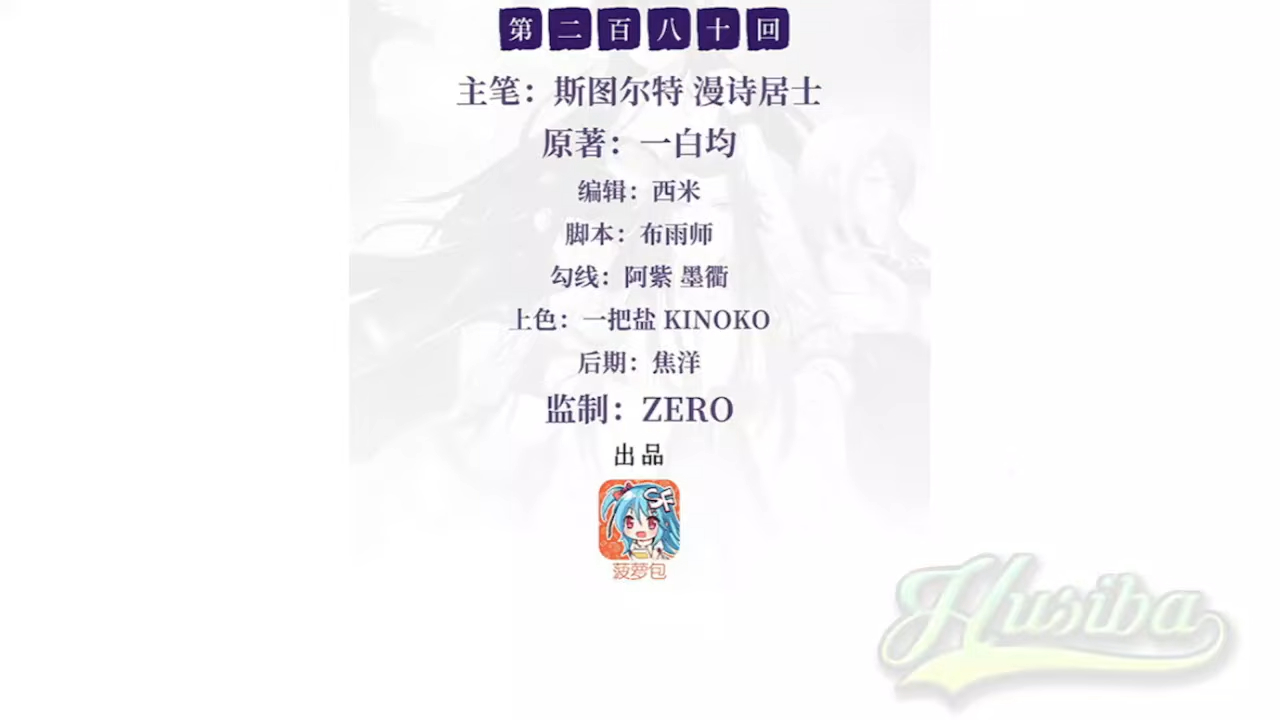 第二百八十回
主笔：斯图尔特 漫诗居士
原著：一白均
编辑：西米
脚本：布雨师
勾线：阿紫 墨衢
上色：一把盐 KINOKO
后期：焦洋
监制：ZERO
出品
SF
菠萝包
Husiba